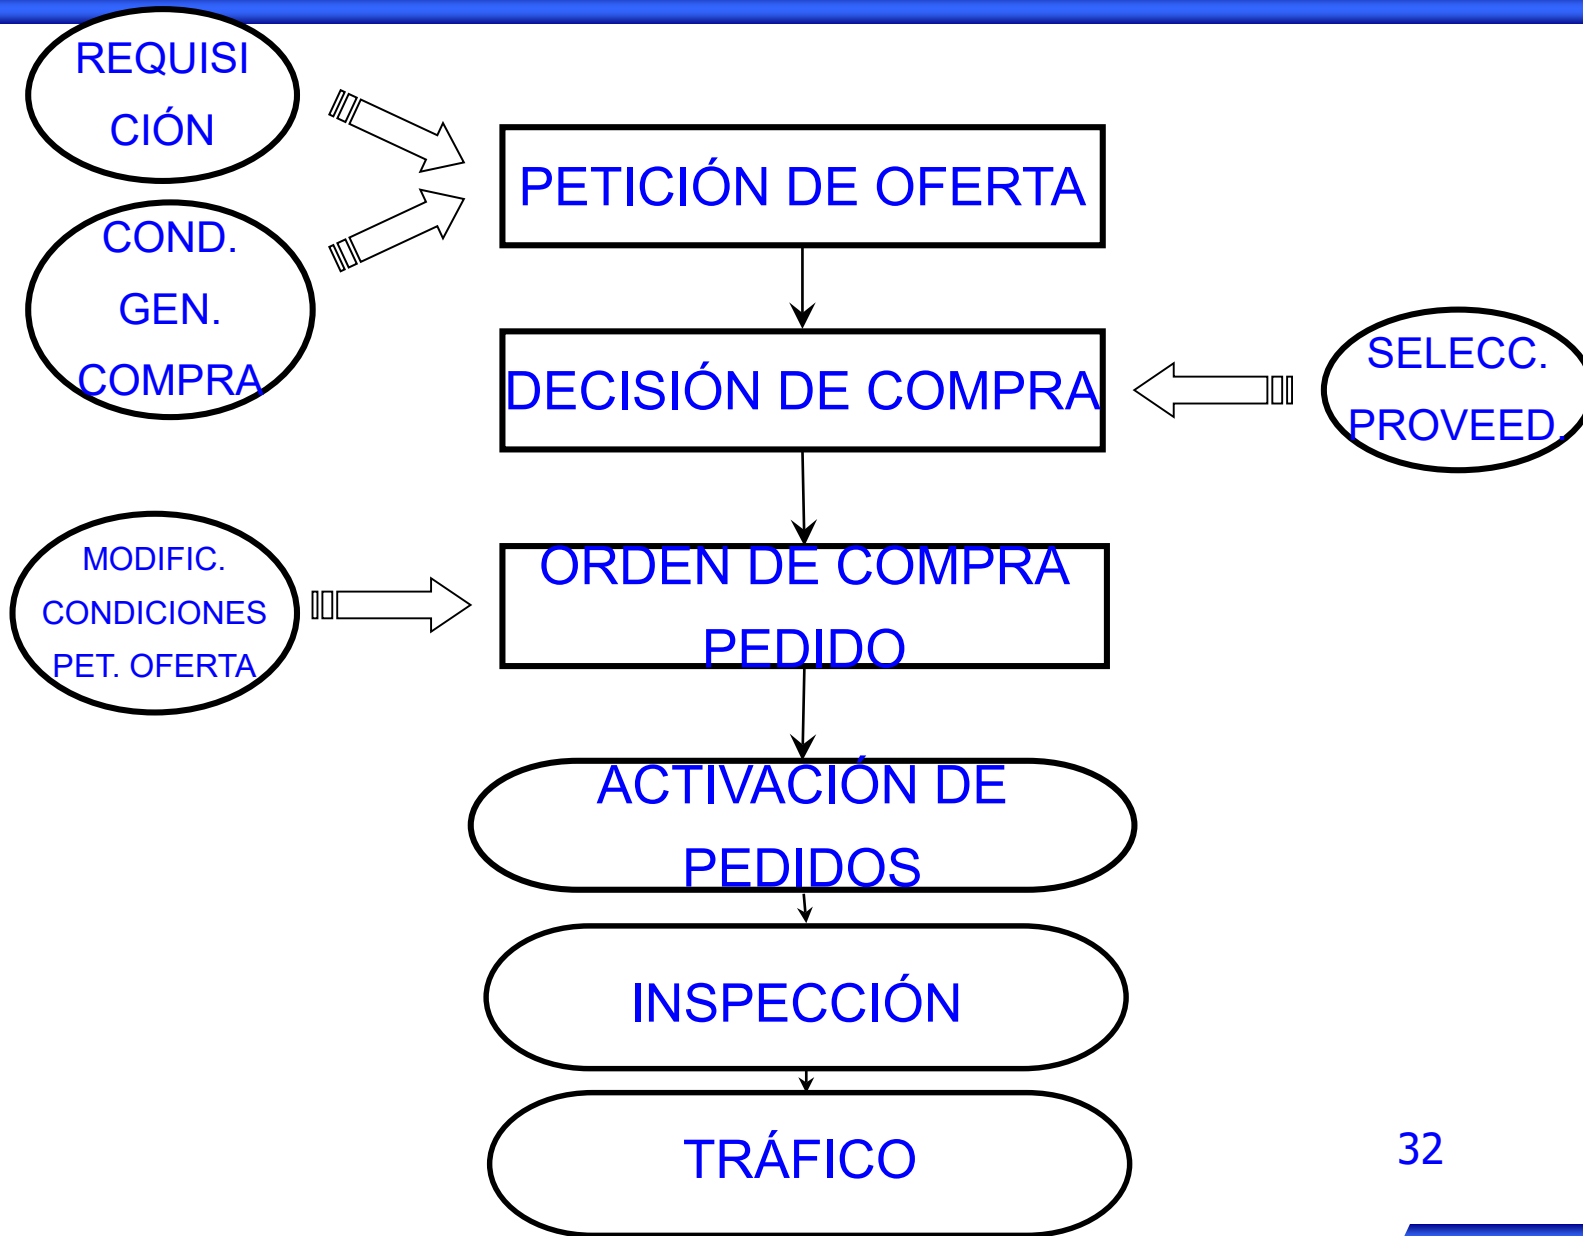 REQUISI
CIÓN
COND.
GEN.
COMPRA
PETICIÓN DE OFERTA
DECISIÓN DE COMPRA
SELECC.
PROVEED.
MODIFIC.
CONDICIONES
PET. OFERTA
ORDEN DE COMPRA
PEDIDO
ACTIVACIÓN DE
PEDIDOS
INSPECCIÓN
TRÁFICO
32